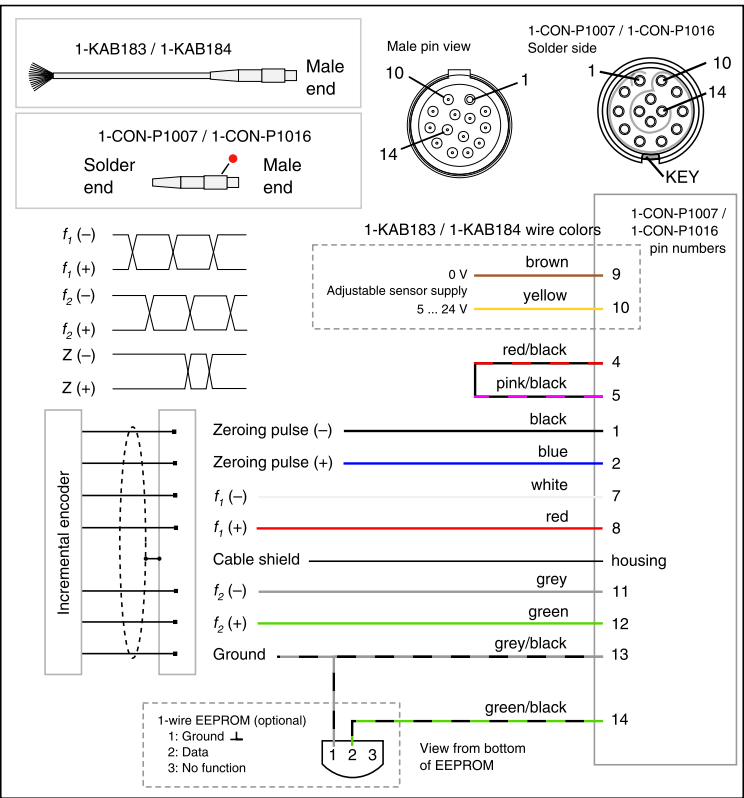 1-KAB183 / 1-KAB184
Male
end
1-CON-P1007 / 1-CON-P1016
Solder
end
Male
end
Male pin view
10
1
14
1-CON-P1007 / 1-CON-P1016
Solder side
1
10
14
KEY
f1 (–)
f1 (+)
f2 (–)
f2 (+)
Z (–)
Z (+)
1-KAB183 / 1-KAB184 wire colors
1-CON-P1007 /
1-CON-P1016
pin numbers
0 V
brown
9
Adjustable sensor supply
5 ... 24 V
yellow
10
red/black
4
pink/black
5
Incremental encoder
Zeroing pulse (–)
black
1
Zeroing pulse (+)
blue
2
f1 (–)
white
7
f1 (+)
red
8
Cable shield
housing
f2 (–)
grey
11
f2 (+)
green
12
Ground
grey/black
13
green/black
14
1-wire EEPROM (optional)
1: Ground ⊥
2: Data
3: No function
1 2 3
View from bottom
of EEPROM